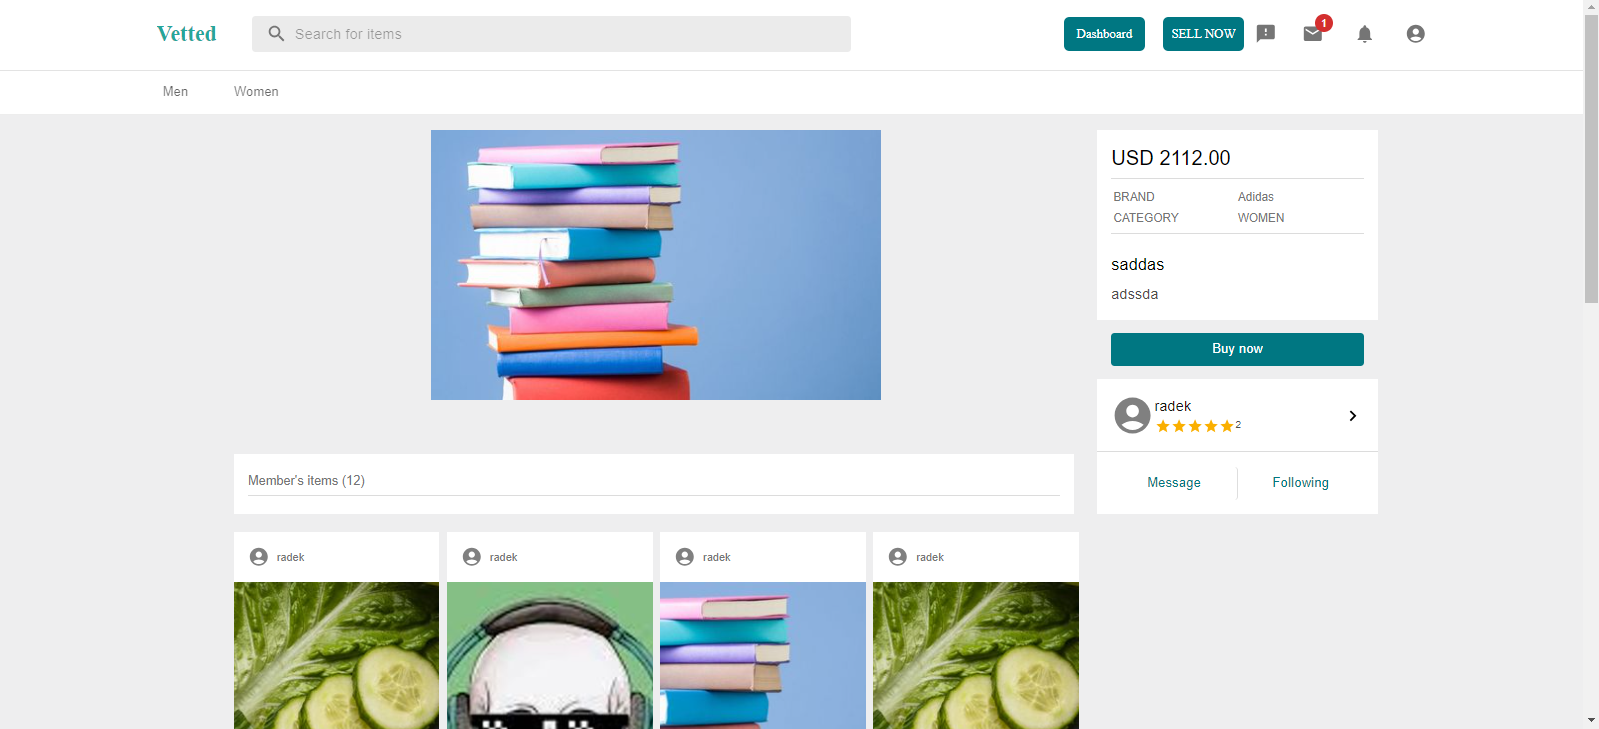 Vetted
Search for items
Dashboard
SELL NOW
1
Men
Women
USD 2112.00
BRAND Adidas
CATEGORY WOMEN
saddas
adssda
Buy now
radek
2
Message
Following
Member's items (12)
radek
radek
radek
radek